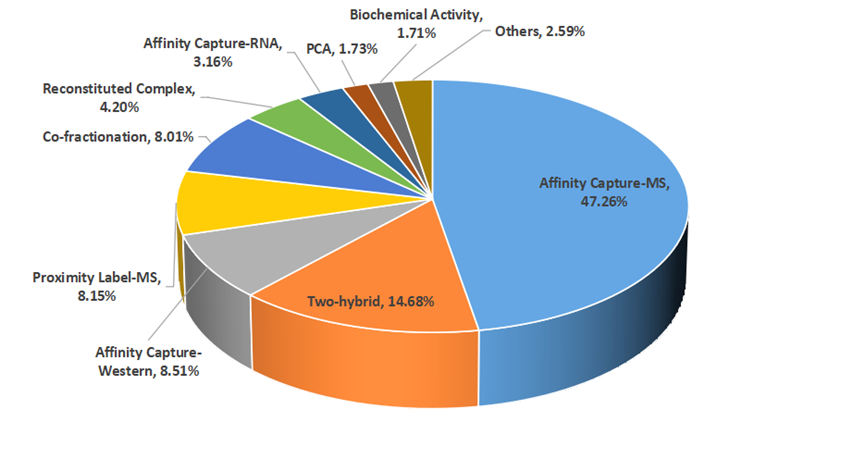 Biochemical Activity,
1.71%
Others, 2.59%
Affinity Capture-RNA,
3.16%
PCA, 1.73%
Reconstituted Complex,
4.20%
Co-fractionation, 8.01%
Affinity Capture-MS,
47.26%
Proximity Label-MS,
8.15%
Two-hybrid, 14.68%
Affinity Capture-
Western, 8.51%